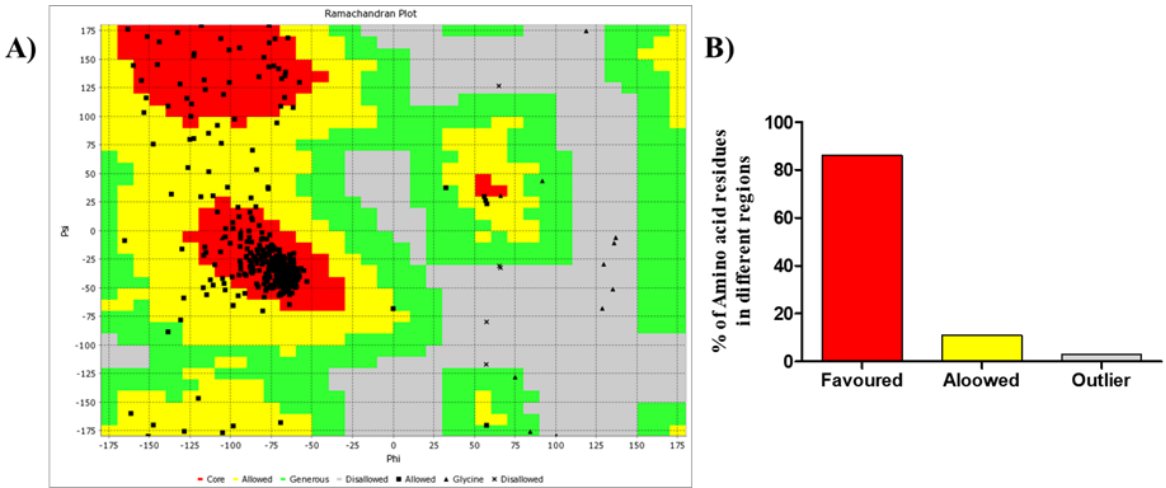 A)
Ramachandran Plot
175
150
125
100
75
50
25
0
-25
-50
-75
-100
-125
-150
-175
Psi
-175 -150 -125 -100 -75 -50 -25 0 25 50 75 100 125 150 175
Phi
Core Allowed Generous Disallowed Allowed Glycine Disallowed
B)
% of Amino acid residues
in different regions
100
80
60
40
20
0
Favoured Aloowed Outlier